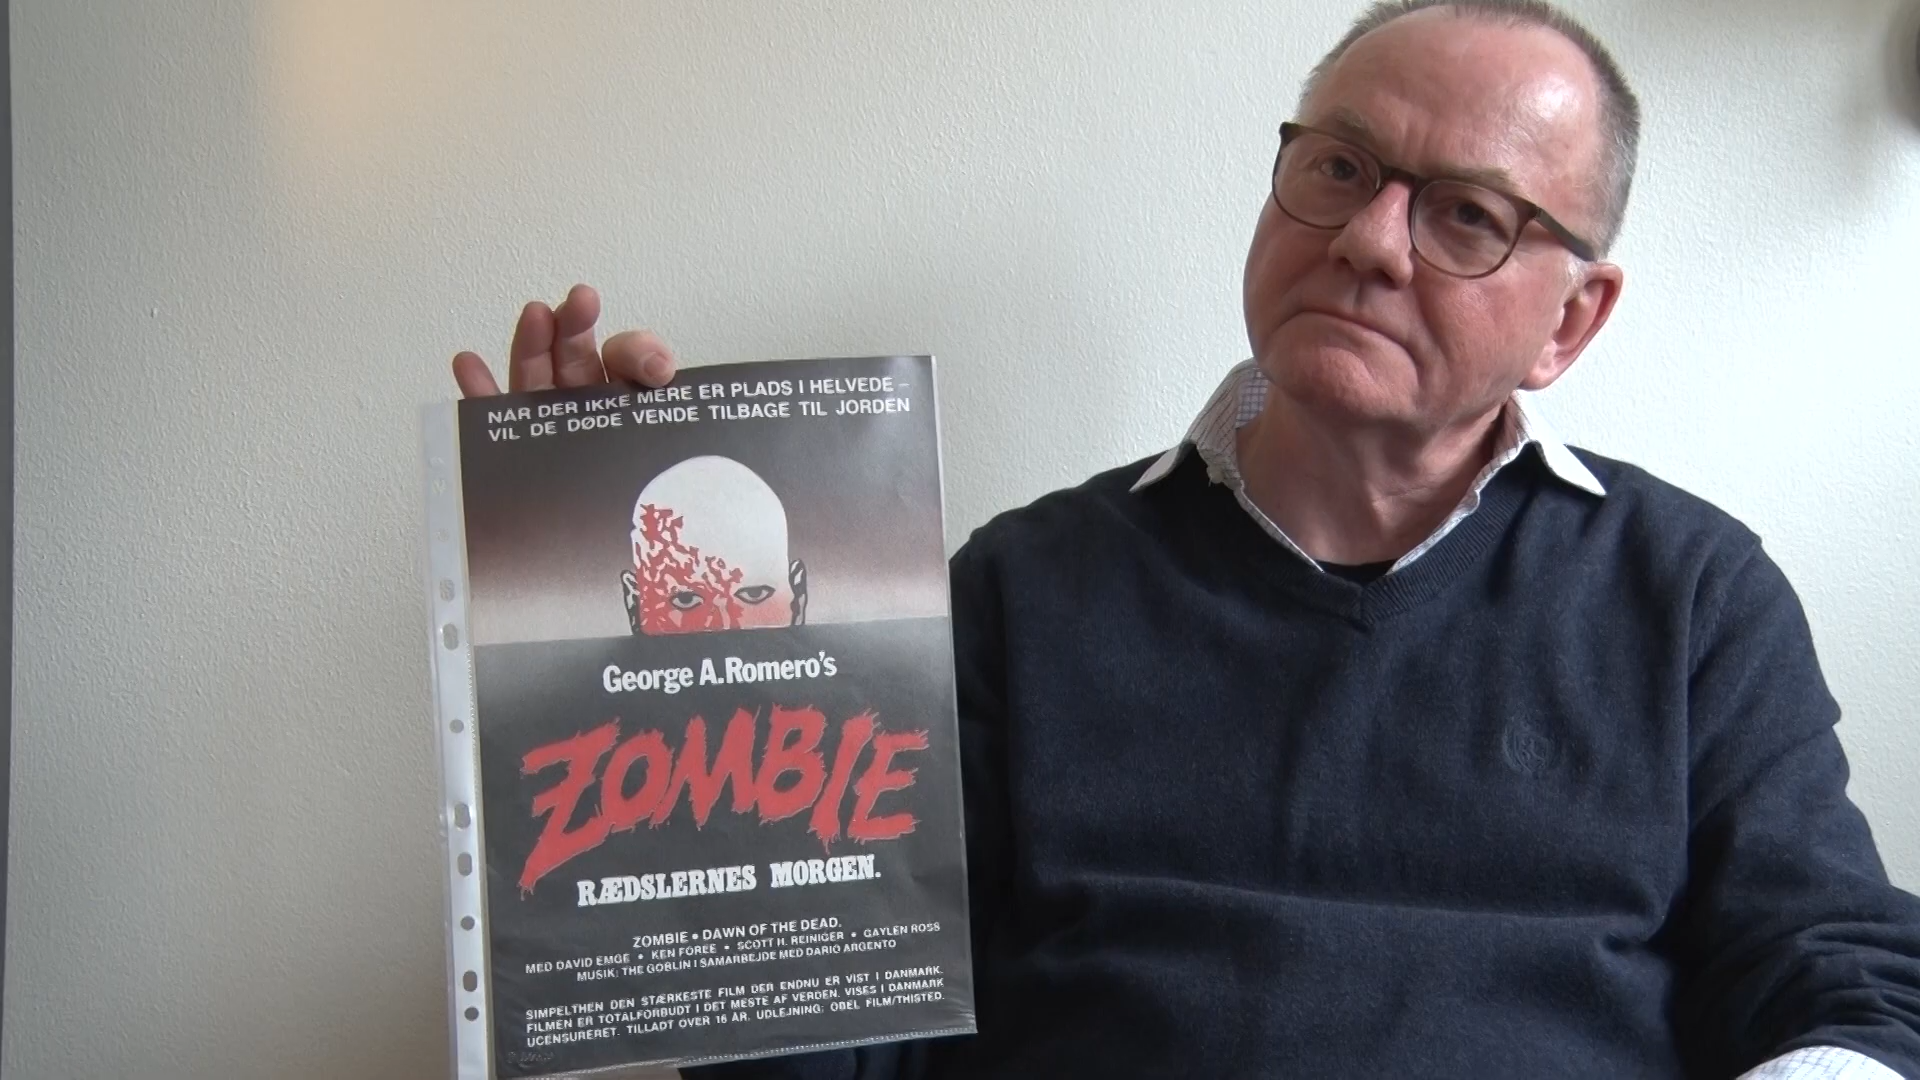 NÅR DER IKKE MERE ER PLADS I HELVEDE –
VIL DE DØDE VENDE TILBAGE TIL JORDEN
George A.Romero's
ZOMBIE
RÆDSLERNES MORGEN.
ZOMBIE • DAWN OF THE DEAD.
MED DAVID EMGE • KEN FOREE • SCOTT H. REINIGER • GAYLEN ROSS
MUSIK: THE GOBLIN I SAMARBEJDE MED DARIO ARGENTO
SIMPELTHEN DEN STÆRKESTE FILM DER ENDNU ER VIST I DANMARK.
FILMEN ER TOTALFORBUDT I DET MESTE AF VERDEN. VISES I DANMARK
UCENSURERET. TILLADT OVER 16 ÅR. UDLEJNING: OBEL FILM/THISTED.